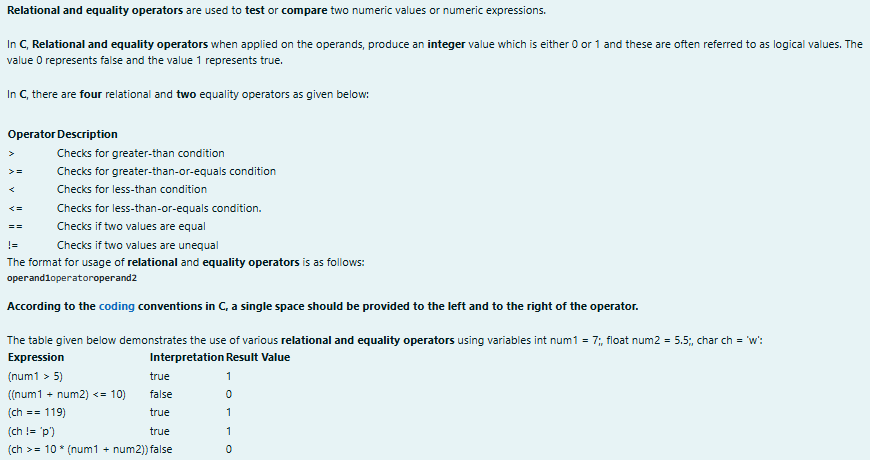 Relational and equality operators are used to test or compare two numeric values or numeric expressions.
In C, Relational and equality operators when applied on the operands, produce an integer value which is either 0 or 1 and these are often referred to as logical values. The
value 0 represents false and the value 1 represents true.
In C, there are four relational and two equality operators as given below:
Operator Description
> Checks for greater-than condition
>= Checks for greater-than-or-equals condition
< Checks for less-than condition
<= Checks for less-than-or-equals condition.
== Checks if two values are equal
!= Checks if two values are unequal
The format for usage of relational and equality operators is as follows:
operand1operatoroperand2
According to the coding conventions in C, a single space should be provided to the left and to the right of the operator.
The table given below demonstrates the use of various relational and equality operators using variables int num1 = 7;, float num2 = 5.5;, char ch = 'w':
Expression Interpretation Result Value
(num1 > 5) true 1
((num1 + num2) <= 10) false 0
(ch == 119) true 1
(ch != 'p') true 1
(ch >= 10 * (num1 + num2)) false 0